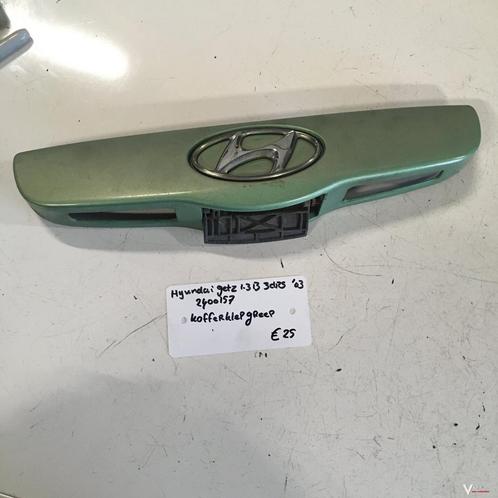 Hyundai getz 1.3 B 3drs '03
2400157
kofferklepgreep
€ 25